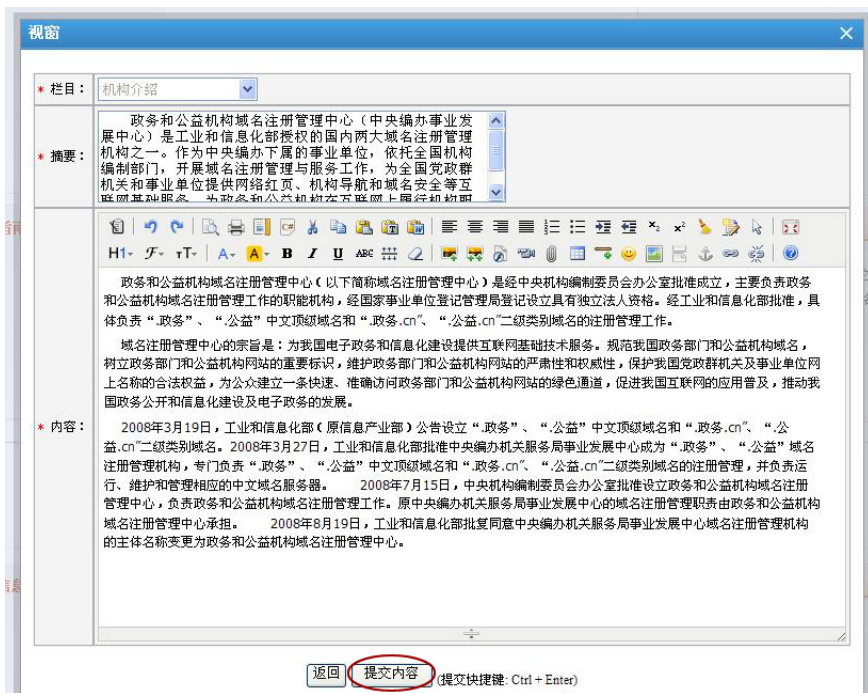 视窗
* 栏目：
机构介绍
* 摘要：
政务和公益机构域名注册管理中心（中央编办事业发
展中心）是工业和信息化部授权的国内两大域名注册管理
机构之一。作为中央编办下属的事业单位，依托全国机构
编制部门，开展域名注册管理与服务工作，为全国党政群
机关和事业单位提供网络红页、机构导航和域名安全等互
联网基础服务，为政务和公益机构在互联网上履行机构职
H1 F тT A A B I U ABC
* 内容：
政务和公益机构域名注册管理中心（以下简称域名注册管理中心）是经中央机构编制委员会办公室批准成立，主要负责政务
和公益机构域名注册管理工作的职能机构，经国家事业单位登记管理局登记设立具有独立法人资格。经工业和信息化部批准，具
体负责“.政务”、“.公益”中文顶级域名和“.政务.cn”、“.公益.cn”二级类别域名的注册管理工作。
域名注册管理中心的宗旨是：为我国电子政务和信息化建设提供互联网基础技术服务。规范我国政务部门和公益机构域名，
树立政务部门和公益机构网站的重要标识，维护政务部门和公益机构网站的严肃性和权威性，保护我国党政群机关及事业单位网
上名称的合法权益，为公众建立一条快速、准确访问政务部门和公益机构网站的绿色通道，促进我国互联网的应用普及，推动我
国政务公开和信息化建设及电子政务的发展。
2008年3月19日，工业和信息化部（原信息产业部）公告设立“.政务”、“.公益”中文顶级域名和“.政务.cn”、“.公
益.cn”二级类别域名。2008年3月27日，工业和信息化部批准中央编办机关服务局事业发展中心成为“.政务”、“.公益”域名
注册管理机构，专门负责“.政务”、“.公益”中文顶级域名和“.政务.cn”、“.公益.cn”二级类别域名的注册管理，并负责运
行、维护和管理相应的中文域名服务器。 2008年7月15日，中央机构编制委员会办公室批准设立政务和公益机构域名注册
管理中心，负责政务和公益机构域名注册管理工作。原中央编办机关服务局事业发展中心的域名注册管理职责由政务和公益机构
域名注册管理中心承担。 2008年8月19日，工业和信息化部批复同意中央编办机关服务局事业发展中心域名注册管理机构
的主体名称变更为政务和公益机构域名注册管理中心。
返回 提交内容 (提交快捷键: Ctrl + Enter)